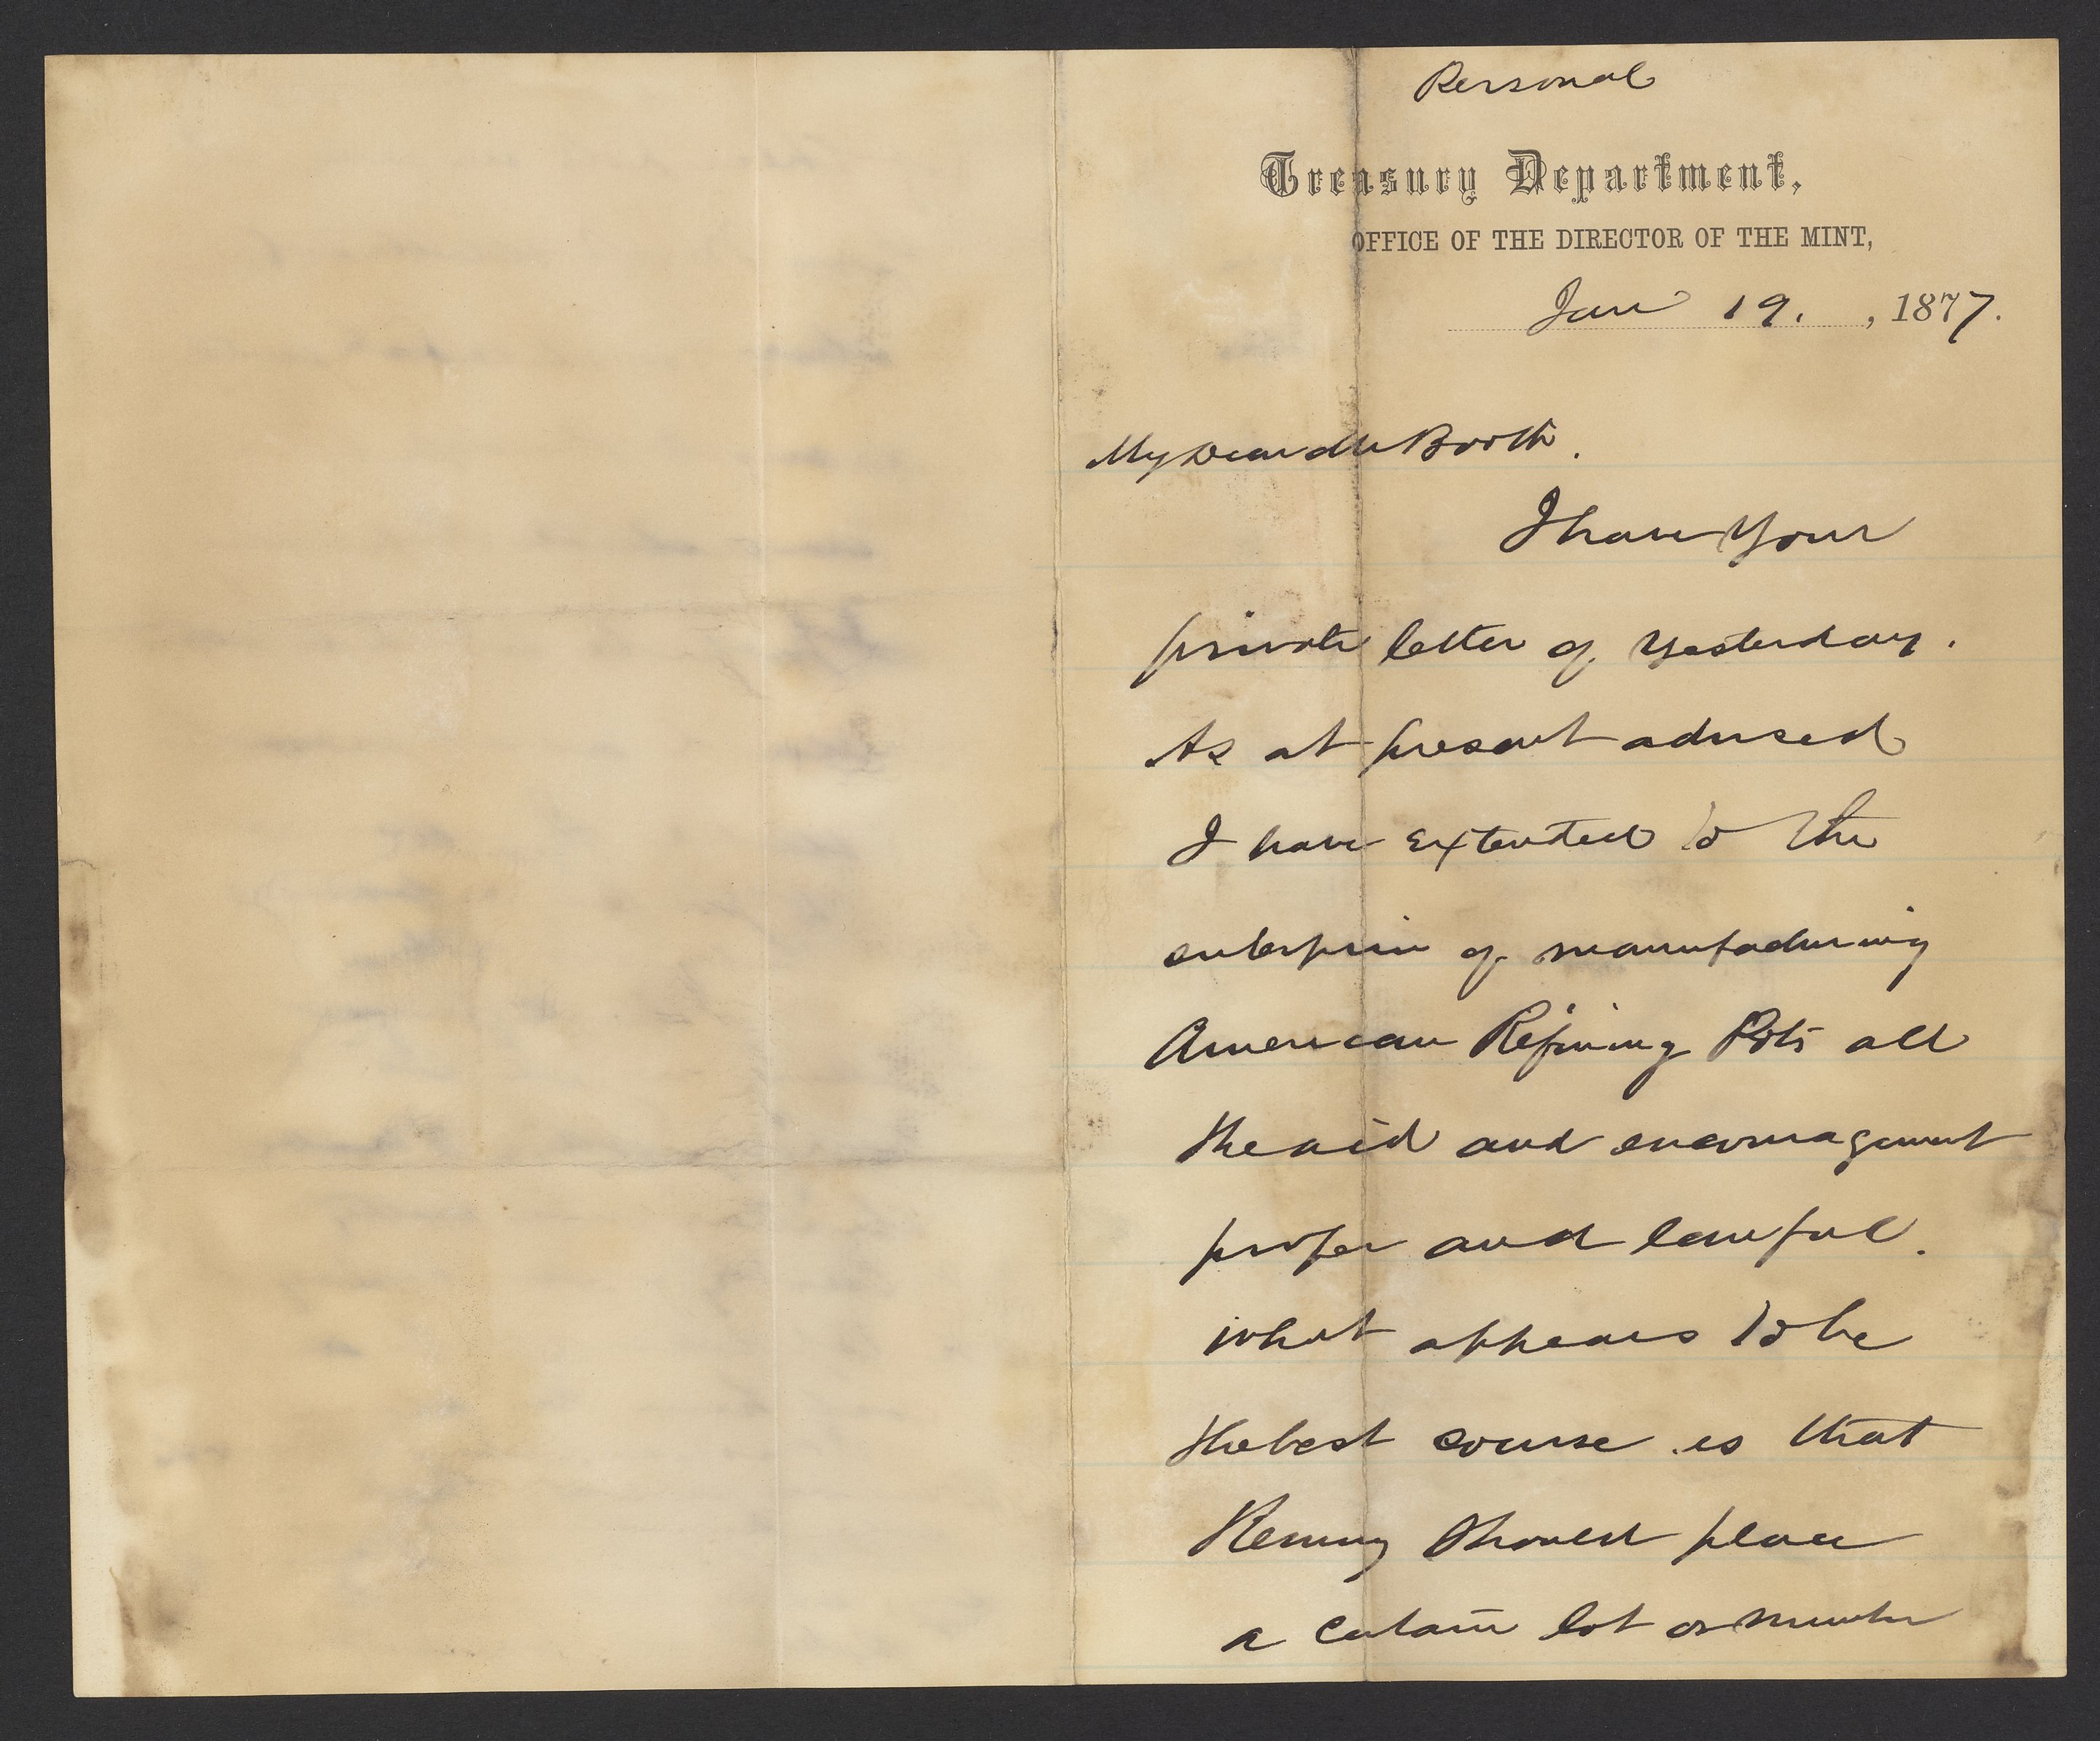 Personal
Treasury Department,
OFFICE OF THE DIRECTOR OF THE MINT,
Jan 19. , 1877.
My Dear Mr Booth.
I have your
private letter of yesterday.
As at present advised
I have extended to the
enterprise of manufacturing
American Refining Pots all
the aid and encouragement
proper and lawful.
what appears to be
the best course is that
should place
a certain lot or number